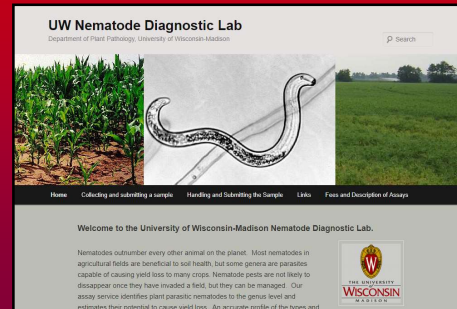 UW Nematode Diagnostic Lab
Department of Plant Pathology, University of Wisconsin-Madison
Search
Home Collecting and submitting a sample Handling and Submitting the Sample Links Fees and Description of Assays
Welcome to the University of Wisconsin-Madison Nematode Diagnostic Lab.
Nematodes outnumber every other animal on the planet. Most nematodes in
agricultural fields are beneficial to soil health, but some genera are parasites
capable of causing yield loss to many crops. Nematode pests are not likely to
dissappear once they have invaded a field, but they can be managed. Our
assay service identifies plant parasitic nematodes to the genus level and
estimates their potential to cause yield loss. An accurate profile of the types and
W
THE UNIVERSITY
WISCONSIN
MADISON